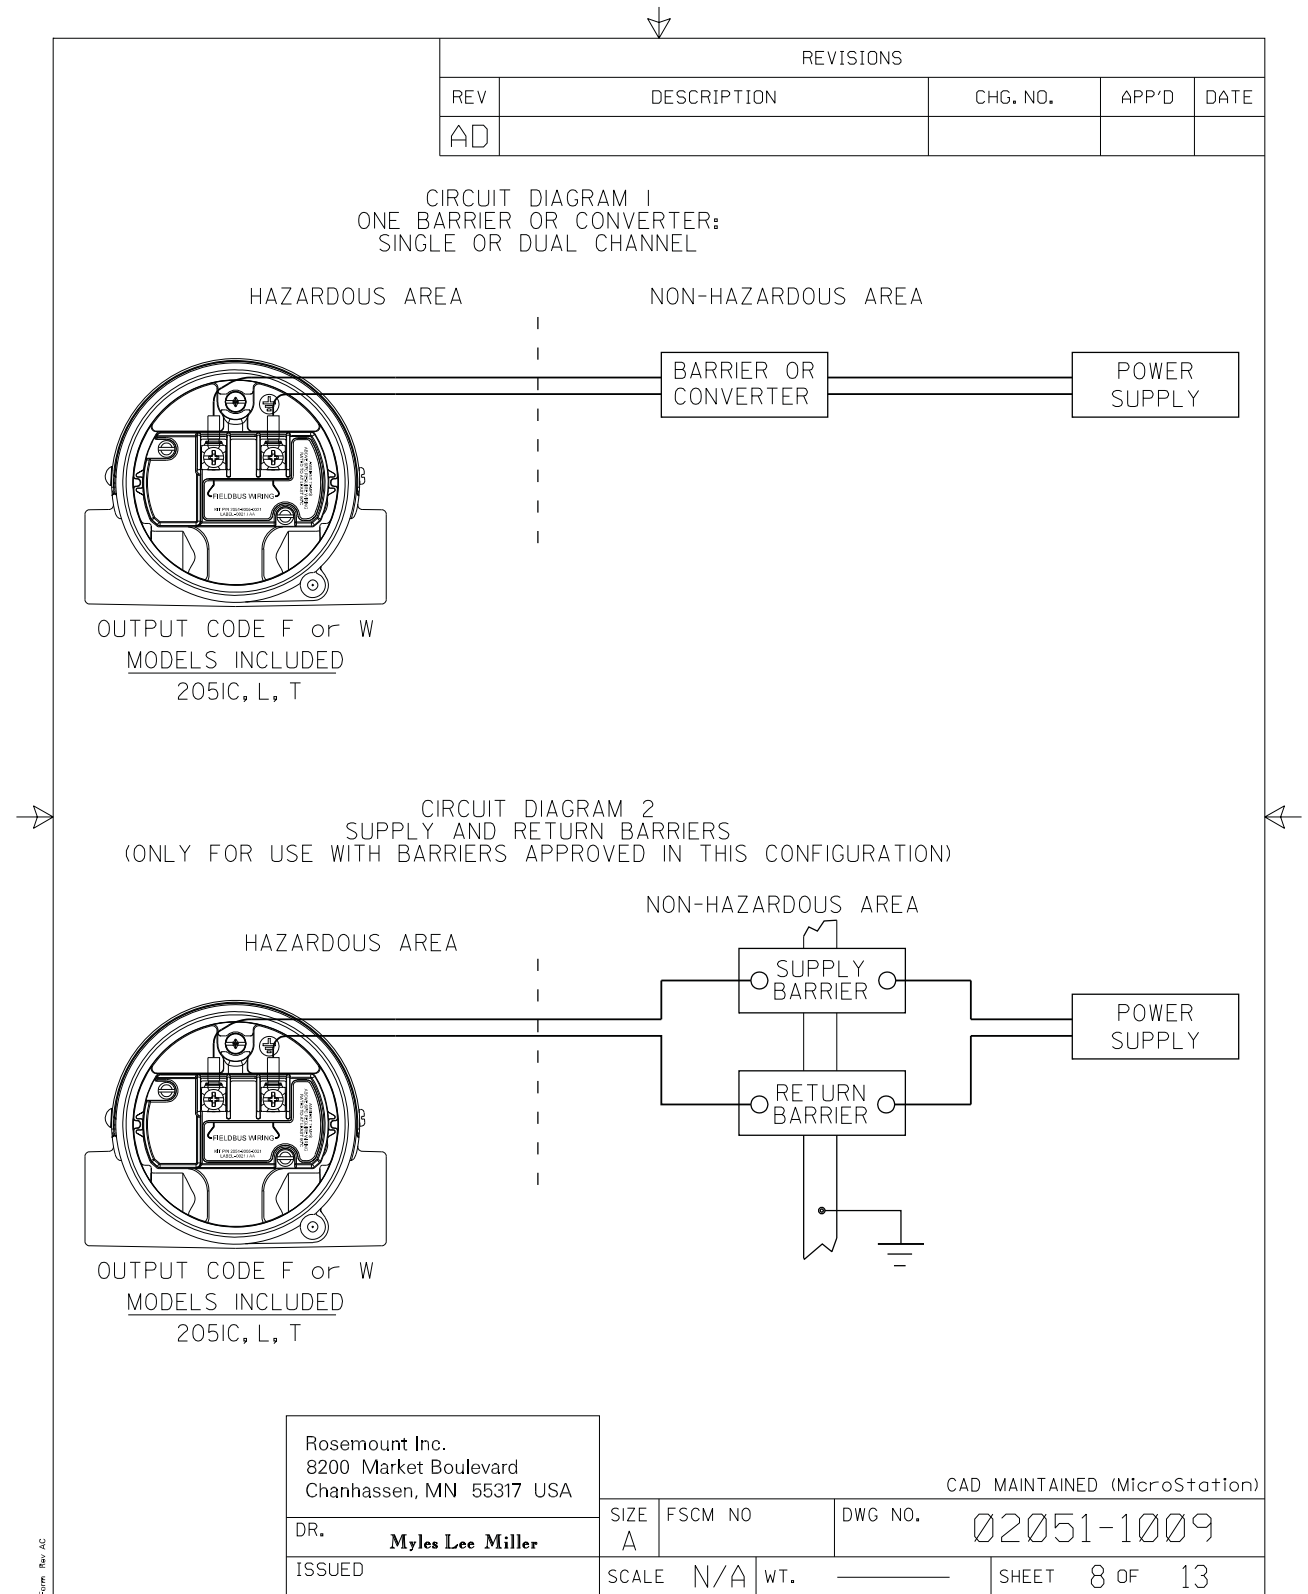 REVISIONS
REV DESCRIPTION CHG. NO. APP'D DATE
AD
CIRCUIT DIAGRAM 1
ONE BARRIER OR CONVERTER:
SINGLE OR DUAL CHANNEL
HAZARDOUS AREA NON-HAZARDOUS AREA
BARRIER OR
CONVERTER
POWER
SUPPLY
FIELDBUS WIRING
OUTPUT CODE F or W
MODELS INCLUDED
2051C, L, T
CIRCUIT DIAGRAM 2
SUPPLY AND RETURN BARRIERS
(ONLY FOR USE WITH BARRIERS APPROVED IN THIS CONFIGURATION)
NON-HAZARDOUS AREA
HAZARDOUS AREA
SUPPLY
BARRIER
POWER
SUPPLY
RETURN
BARRIER
FIELDBUS WIRING
OUTPUT CODE F or W
MODELS INCLUDED
2051C, L, T
Rosemount Inc.
8200 Market Boulevard
Chanhassen, MN 55317 USA
CAD MAINTAINED (MicroStation)
DR. Myles Lee Miller
SIZE A FSCM NO DWG NO. 02051-1009
ISSUED
SCALE N/A WT. SHEET 8 OF 13
Form Rev AC